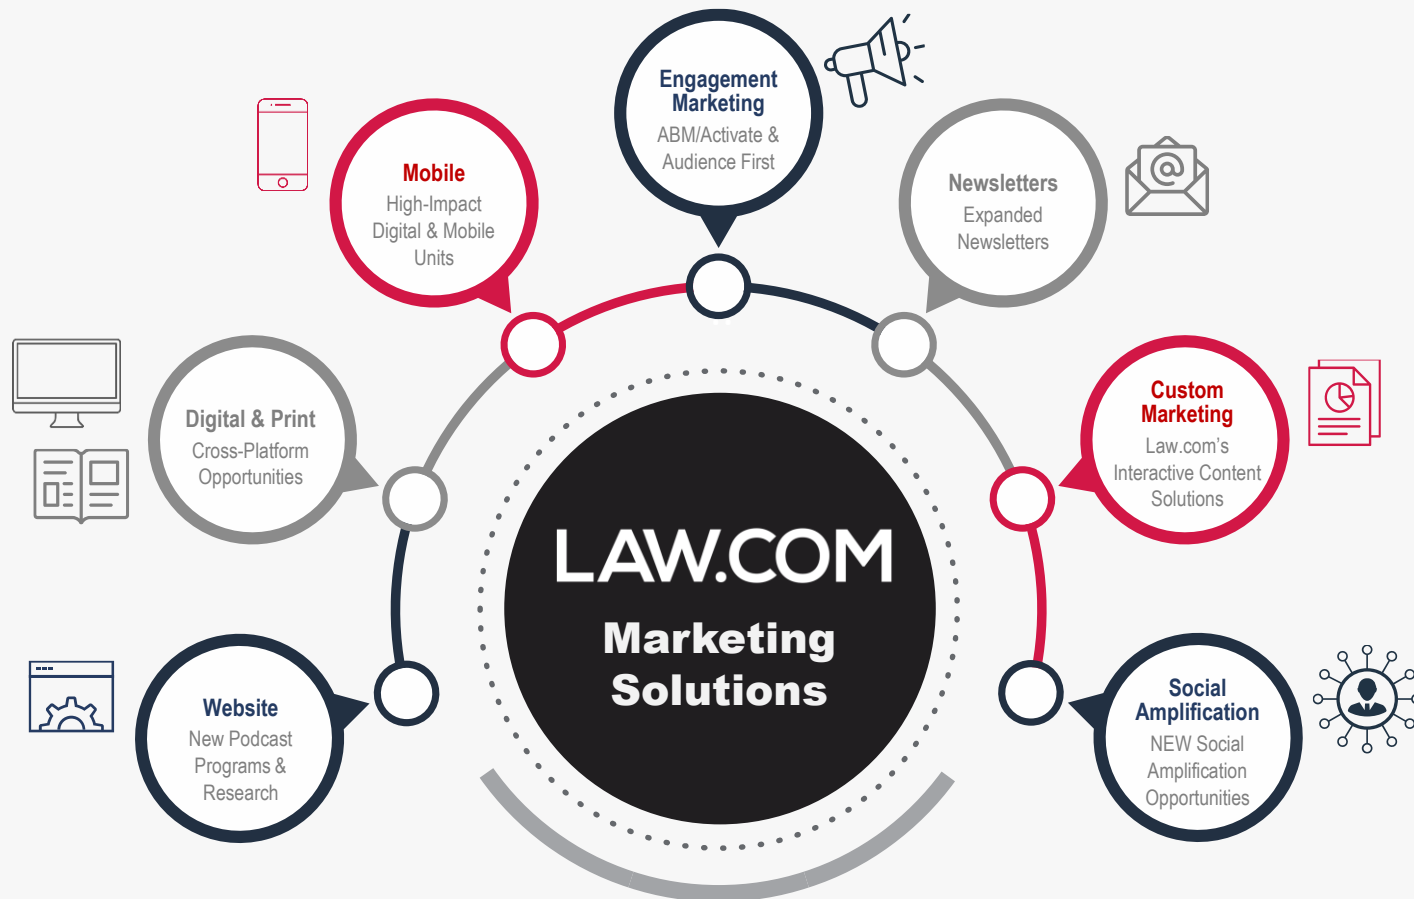 Engagement
Marketing
ABM/Activate &
Audience First
Mobile
High-Impact
Digital & Mobile
Units
Newsletters
Expanded
Newsletters
Digital & Print
Cross-Platform
Opportunities
Custom
Marketing
Law.com’s
Interactive Content
Solutions
LAW.COM
Marketing
Solutions
Website
New Podcast
Programs &
Research
Social
Amplification
NEW Social
Amplification
Opportunities
@